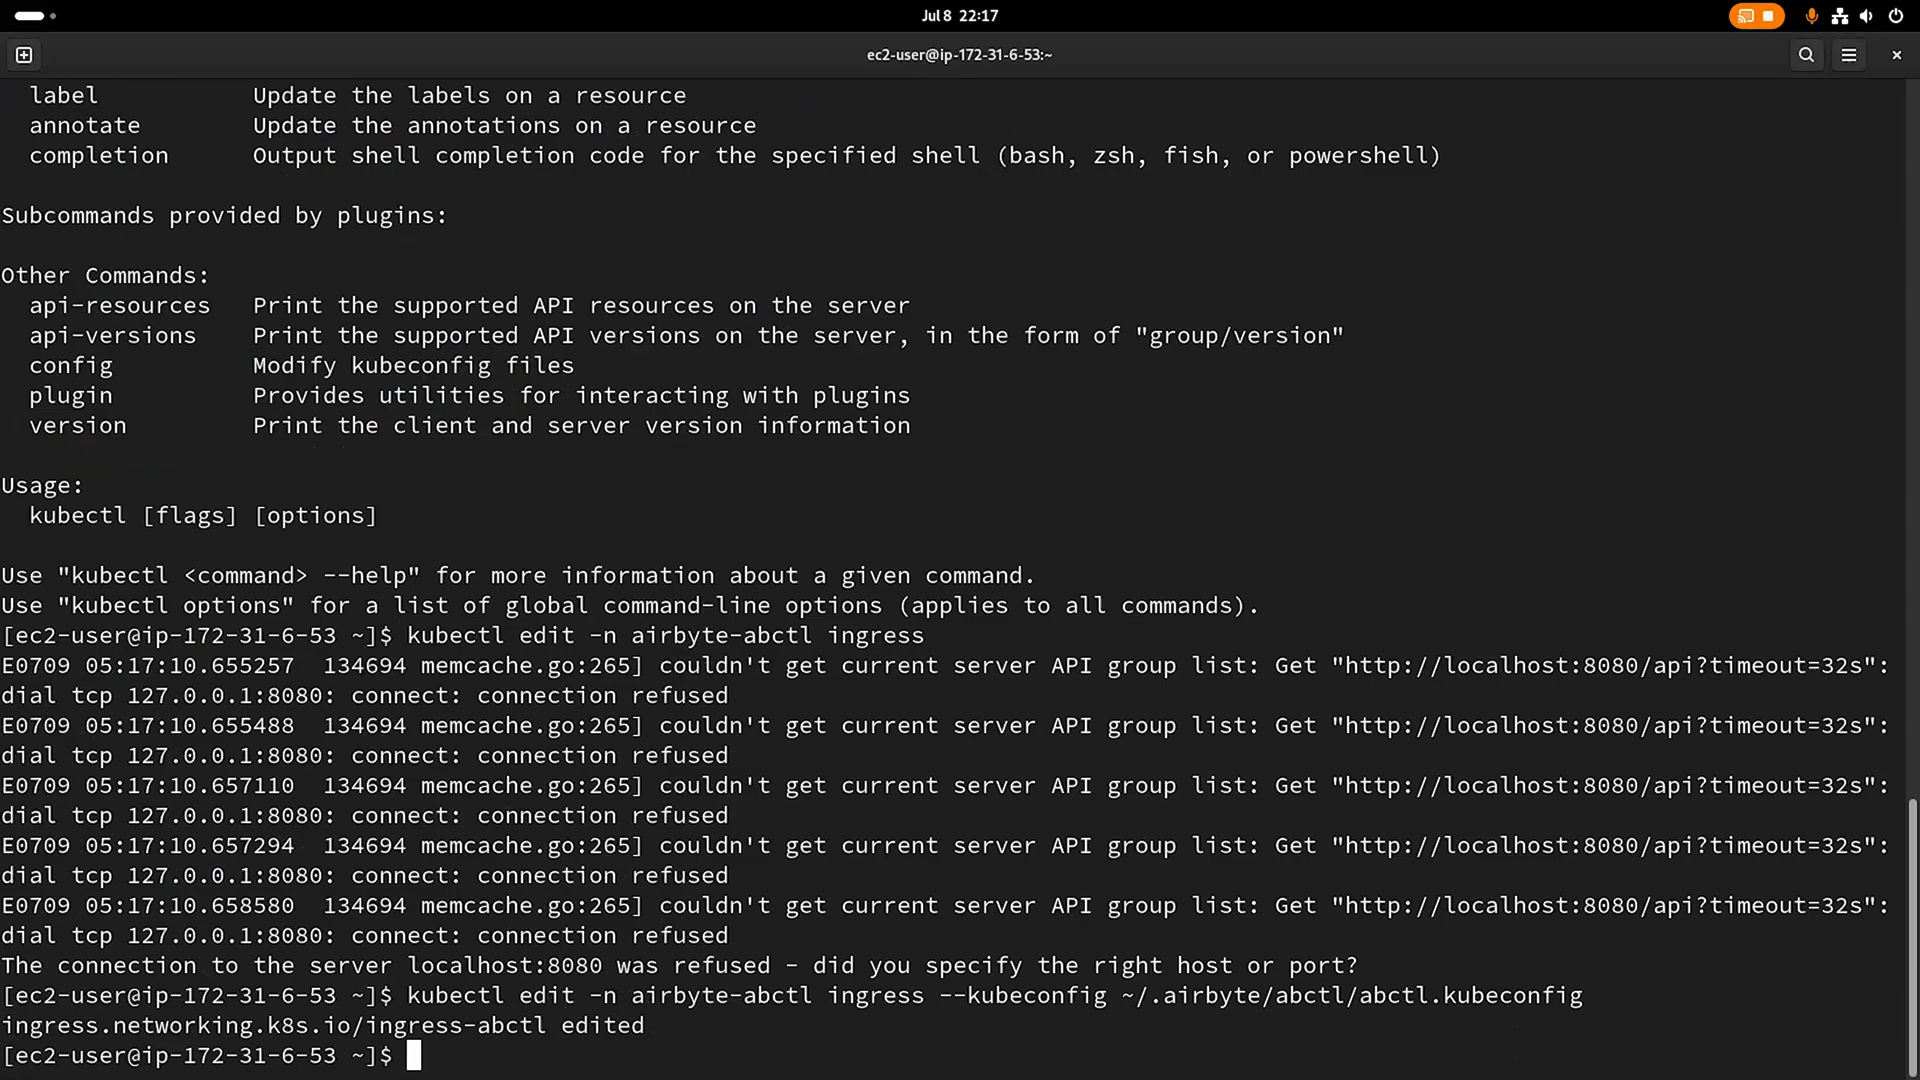 Jul 8 22:17
ec2-user@ip-172-31-6-53:~
label Update the labels on a resource
annotate Update the annotations on a resource
completion Output shell completion code for the specified shell (bash, zsh, fish, or powershell)
Subcommands provided by plugins:
Other Commands:
api-resources Print the supported API resources on the server
api-versions Print the supported API versions on the server, in the form of "group/version"
config Modify kubeconfig files
plugin Provides utilities for interacting with plugins
version Print the client and server version information
Usage:
kubectl [flags] [options]
Use "kubectl <command> --help" for more information about a given command.
Use "kubectl options" for a list of global command-line options (applies to all commands).
[ec2-user@ip-172-31-6-53 ~]$ kubectl edit -n airbyte-abctl ingress
E0709 05:17:10.655257 134694 memcache.go:265] couldn't get current server API group list: Get "http://localhost:8080/api?timeout=32s":
dial tcp 127.0.0.1:8080: connect: connection refused
E0709 05:17:10.655488 134694 memcache.go:265] couldn't get current server API group list: Get "http://localhost:8080/api?timeout=32s":
dial tcp 127.0.0.1:8080: connect: connection refused
E0709 05:17:10.657110 134694 memcache.go:265] couldn't get current server API group list: Get "http://localhost:8080/api?timeout=32s":
dial tcp 127.0.0.1:8080: connect: connection refused
E0709 05:17:10.657294 134694 memcache.go:265] couldn't get current server API group list: Get "http://localhost:8080/api?timeout=32s":
dial tcp 127.0.0.1:8080: connect: connection refused
E0709 05:17:10.658580 134694 memcache.go:265] couldn't get current server API group list: Get "http://localhost:8080/api?timeout=32s":
dial tcp 127.0.0.1:8080: connect: connection refused
The connection to the server localhost:8080 was refused - did you specify the right host or port?
[ec2-user@ip-172-31-6-53 ~]$ kubectl edit -n airbyte-abctl ingress --kubeconfig ~/.airbyte/abctl/abctl.kubeconfig
ingress.networking.k8s.io/ingress-abctl edited
[ec2-user@ip-172-31-6-53 ~]$